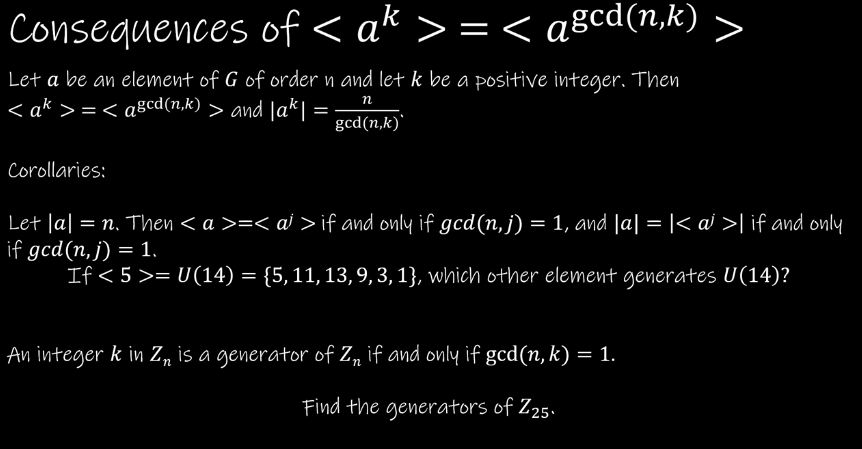 Consequences of < a^k > = < a^gcd(n,k) >
Let a be an element of G of order n and let k be a positive integer. Then
< a^k > = < a^gcd(n,k) > and |a^k| = n/gcd(n,k).
Corollaries:
Let |a| = n. Then < a >=< a^j > if and only if gcd(n, j) = 1, and |a| = |< a^j >| if and only
if gcd(n, j) = 1.
If < 5 >= U(14) = {5, 11, 13, 9, 3, 1}, which other element generates U(14)?
An integer k in Z_n is a generator of Z_n if and only if gcd(n, k) = 1.
Find the generators of Z_25.